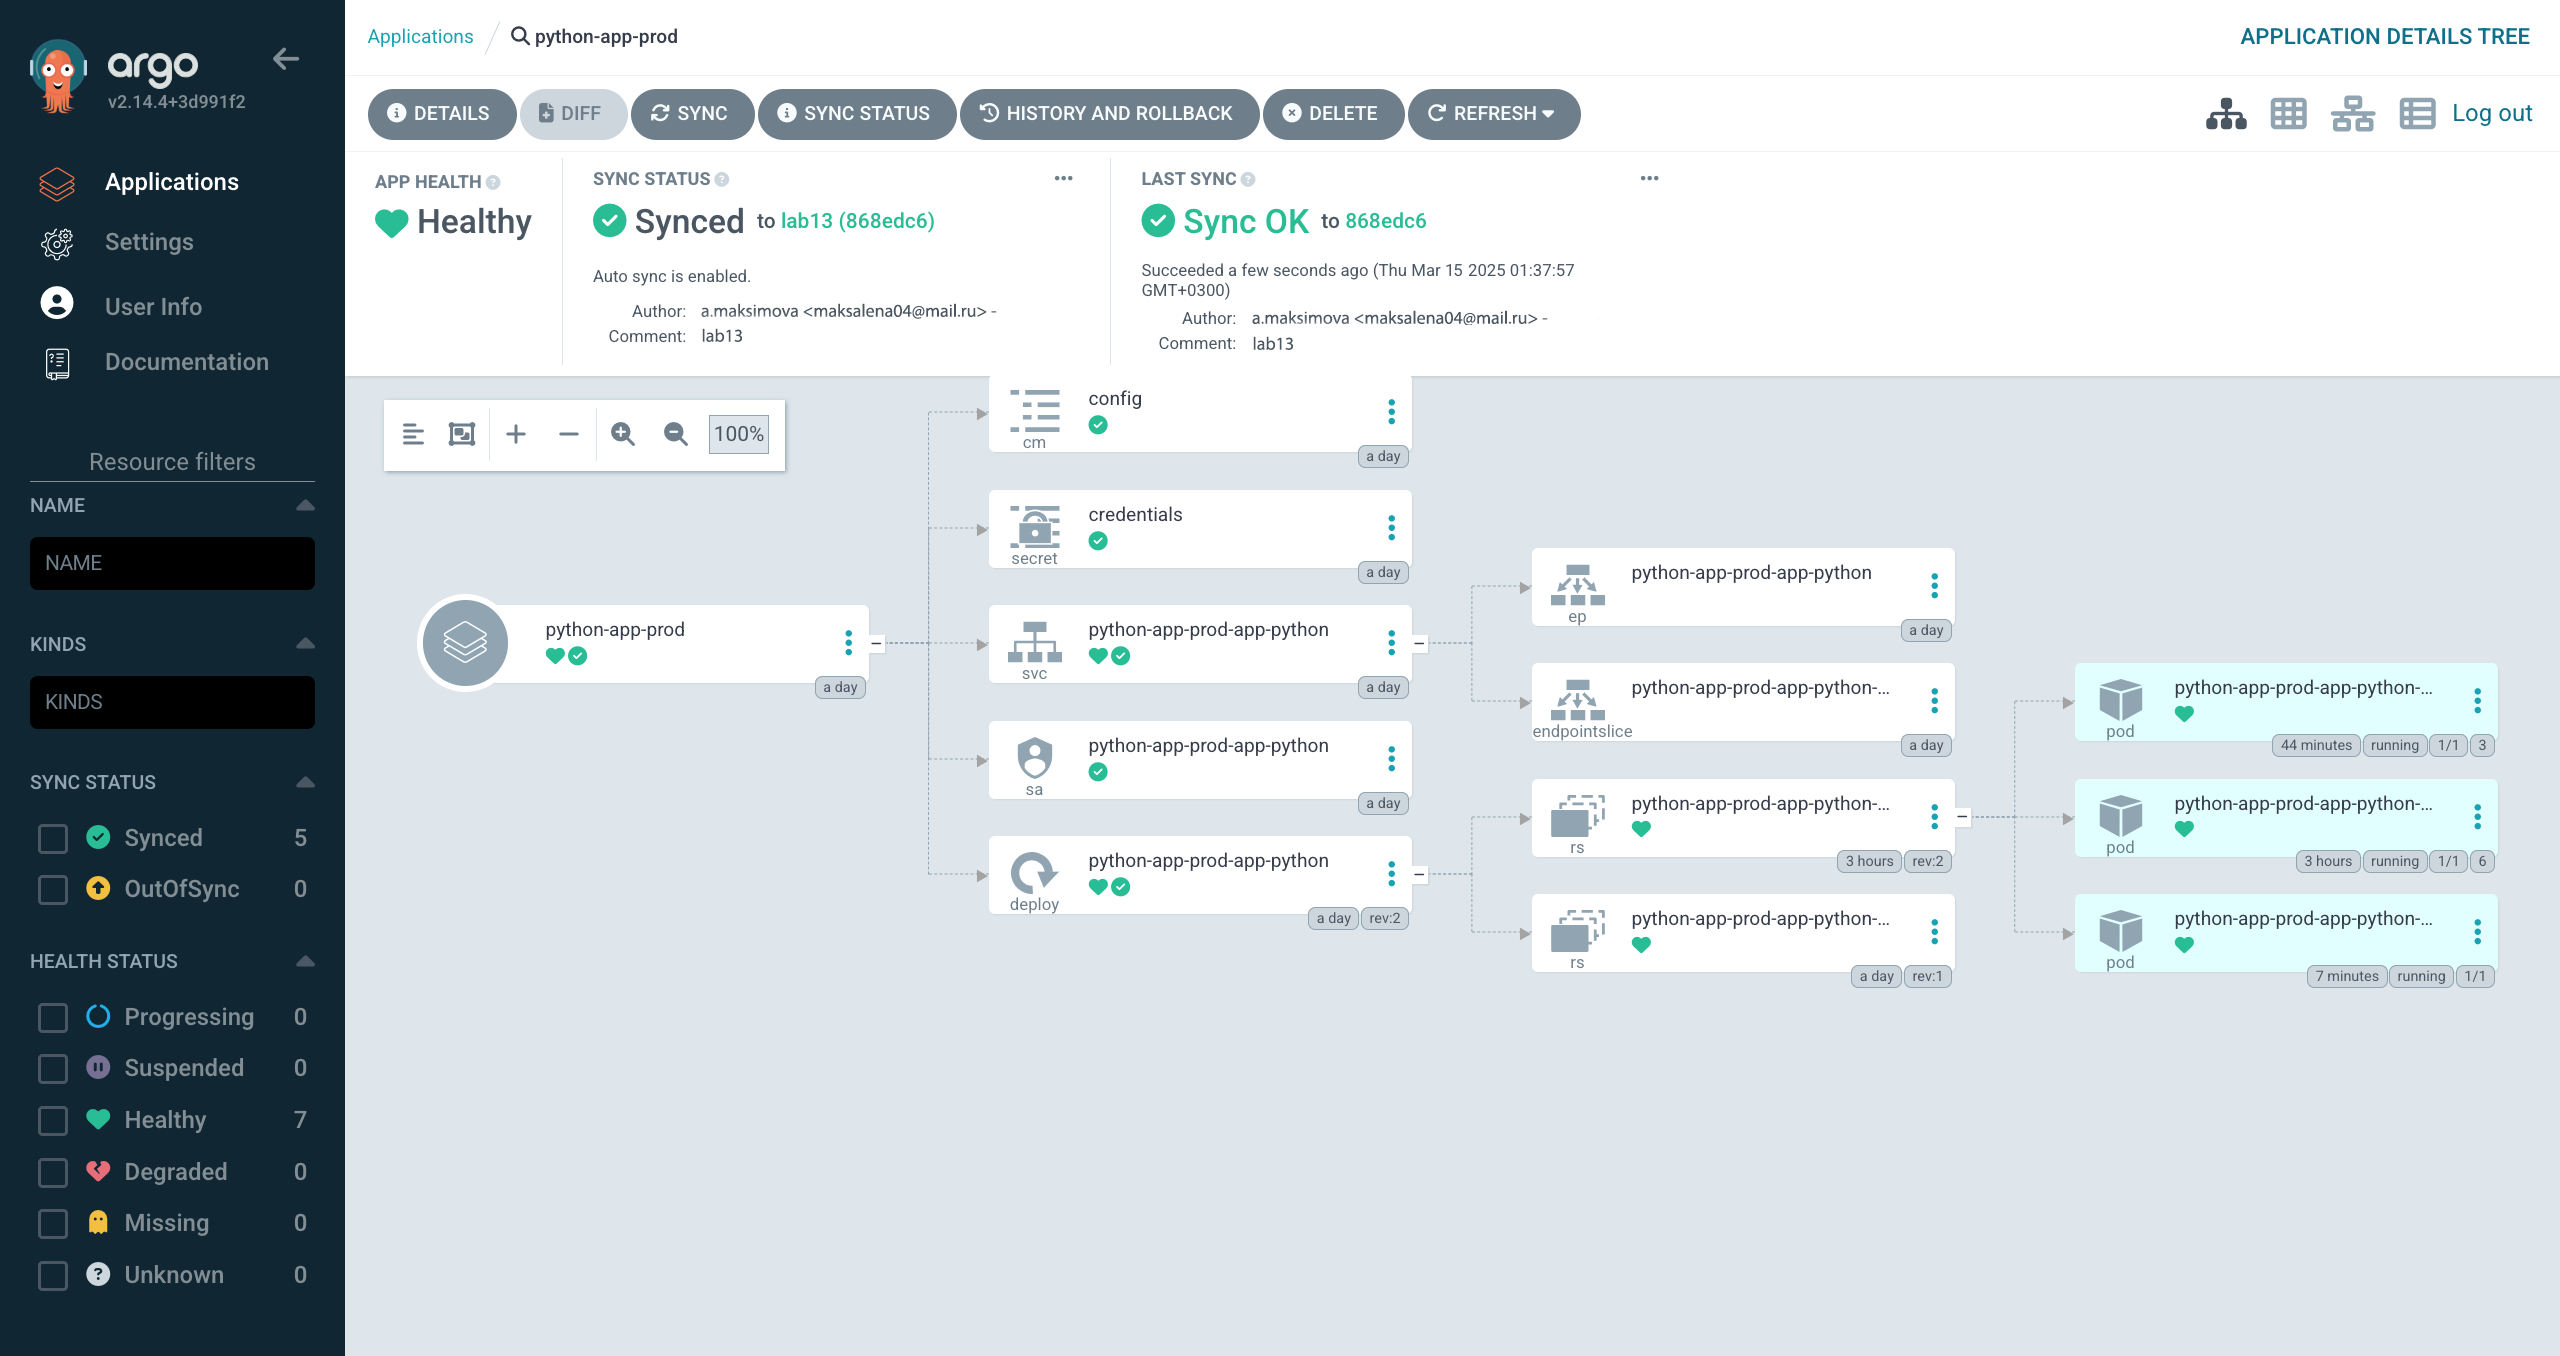 argo
v2.14.4+3d991f2
Applications
Settings
User Info
Documentation
Resource filters
NAME
NAME
KINDS
KINDS
SYNC STATUS
Synced 5
OutOfSync 0
HEALTH STATUS
Progressing 0
Suspended 0
Healthy 7
Degraded 0
Missing 0
Unknown 0
Applications / python-app-prod
APPLICATION DETAILS TREE
DETAILS DIFF SYNC SYNC STATUS HISTORY AND ROLLBACK DELETE REFRESH
Log out
APP HEALTH
Healthy
SYNC STATUS
Synced to lab13 (868edc6)
Auto sync is enabled.
Author: a.maksimova <maksalena04@mail.ru> -
Comment: lab13
LAST SYNC
Sync OK to 868edc6
Succeeded a few seconds ago (Thu Mar 15 2025 01:37:57
GMT+0300)
Author: a.maksimova <maksalena04@mail.ru> -
Comment: lab13
100%
python-app-prod
a day
config
cm
a day
credentials
secret
a day
python-app-prod-app-python
svc
a day
python-app-prod-app-python
sa
a day
python-app-prod-app-python
deploy
a day rev:2
python-app-prod-app-python
ep
a day
python-app-prod-app-python-...
endpointslice
a day
python-app-prod-app-python-...
rs
3 hours rev:2
python-app-prod-app-python-...
rs
a day rev:1
python-app-prod-app-python-...
pod
44 minutes running 1/1 3
python-app-prod-app-python-...
pod
3 hours running 1/1 6
python-app-prod-app-python-...
pod
7 minutes running 1/1